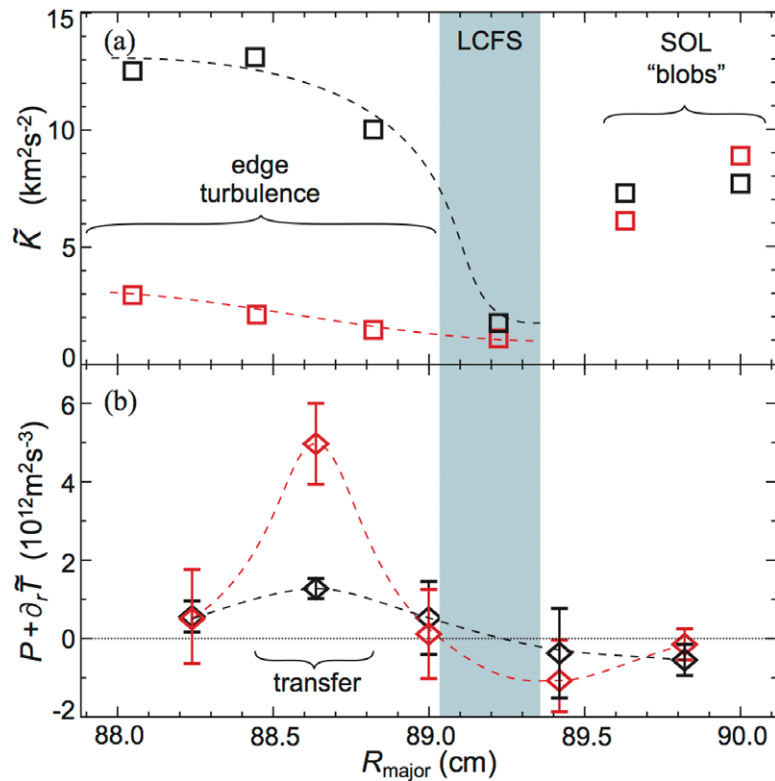 (a)
LCFS
SOL
“blobs”
edge
turbulence
15
10
5
0
K̃ (km²s⁻²)
(b)
6
4
2
0
-2
P + ∂ᵣT̃ (10¹²m²s⁻³)
transfer
88.0 88.5 89.0 89.5 90.0
R_major (cm)